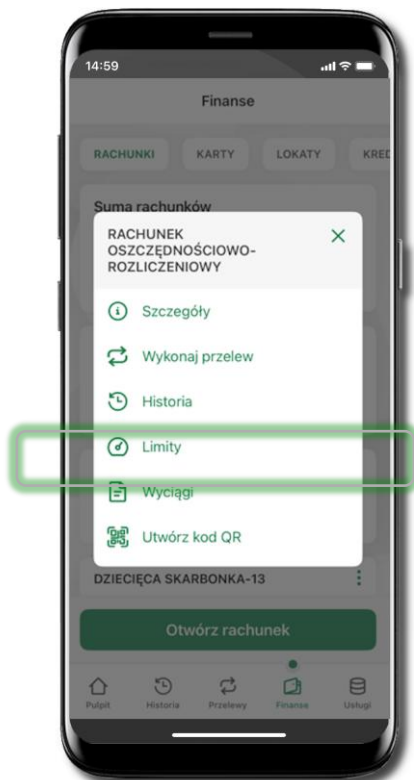 14:59
Finanse
RACHUNKI KARTY LOKATY KRED
Suma rachunków
RACHUNEK
OSZCZĘDNOŚCIOWO-
ROZLICZENIOWY
Szczegóły
Wykonaj przelew
Historia
Limity
Wyciągi
Utwórz kod QR
DZIECIĘCA SKARBONKA-13
Otwórz rachunek
Pulpit Historia Przelewy Finanse Usługi